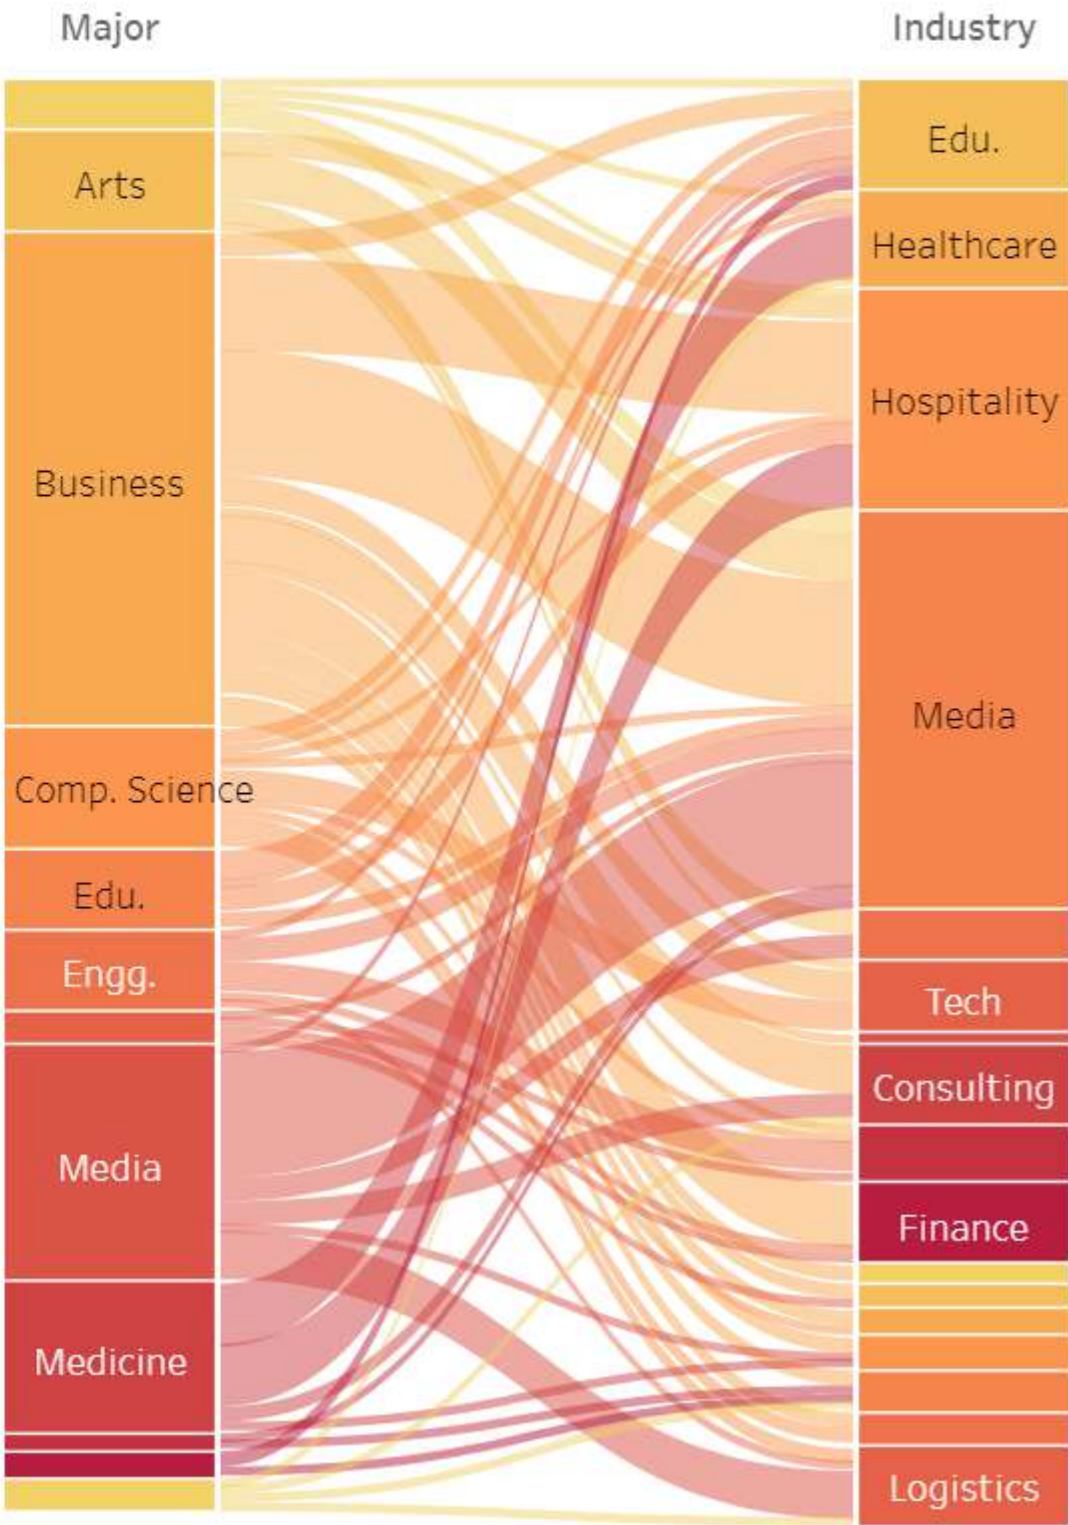 Major
Industry
Arts
Business
Comp. Science
Edu.
Engg.
Media
Medicine
Edu.
Healthcare
Hospitality
Media
Tech
Consulting
Finance
Logistics